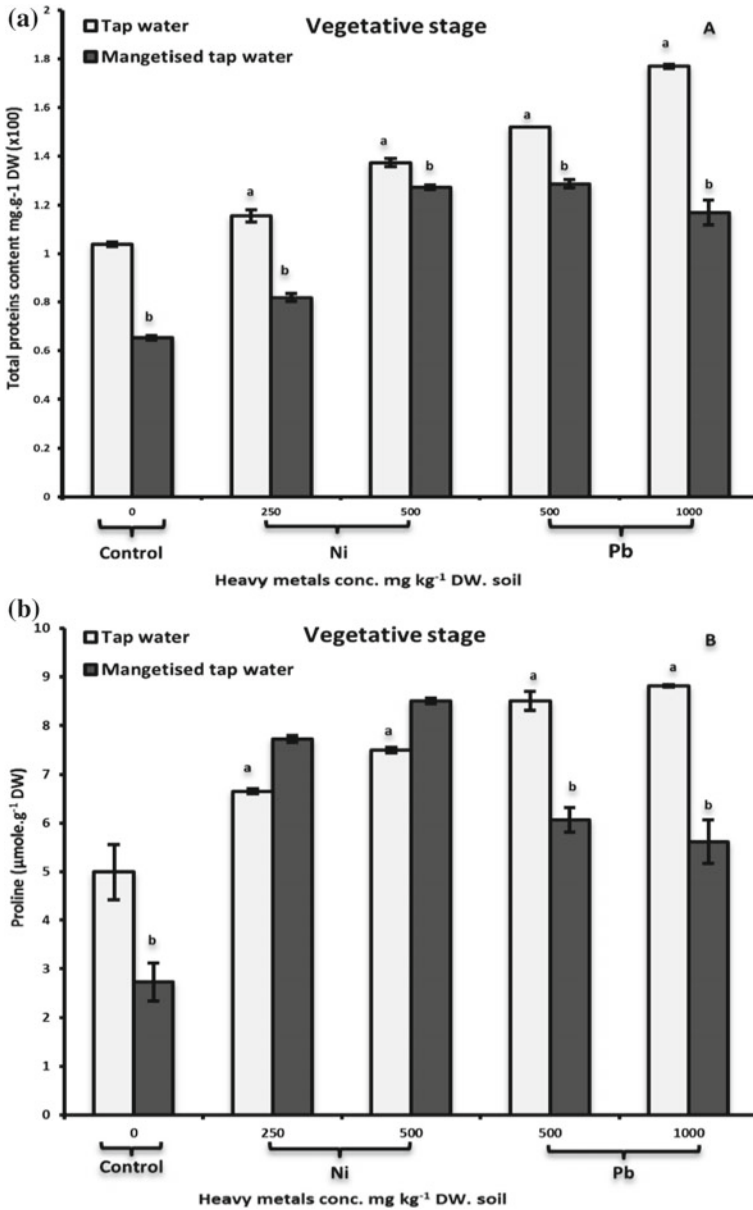 (a)
Total proteins content mg.g-1 DW (x100)
2
1.8
1.6
1.4
1.2
1
0.8
0.6
0.4
0.2
0
Tap water
Mangetised tap water
Vegetative stage
A
b
a
b
a
b
a
b
a
b
0
250
500
500
1000
Control
Ni
Pb
Heavy metals conc. mg kg-1 DW. soil
(b)
Proline (µmole.g-1 DW)
10
9
8
7
6
5
4
3
2
1
0
Tap water
Mangetised tap water
Vegetative stage
B
b
a
a
a
b
a
b
0
250
500
500
1000
Control
Ni
Pb
Heavy metals conc. mg kg-1 DW. soil